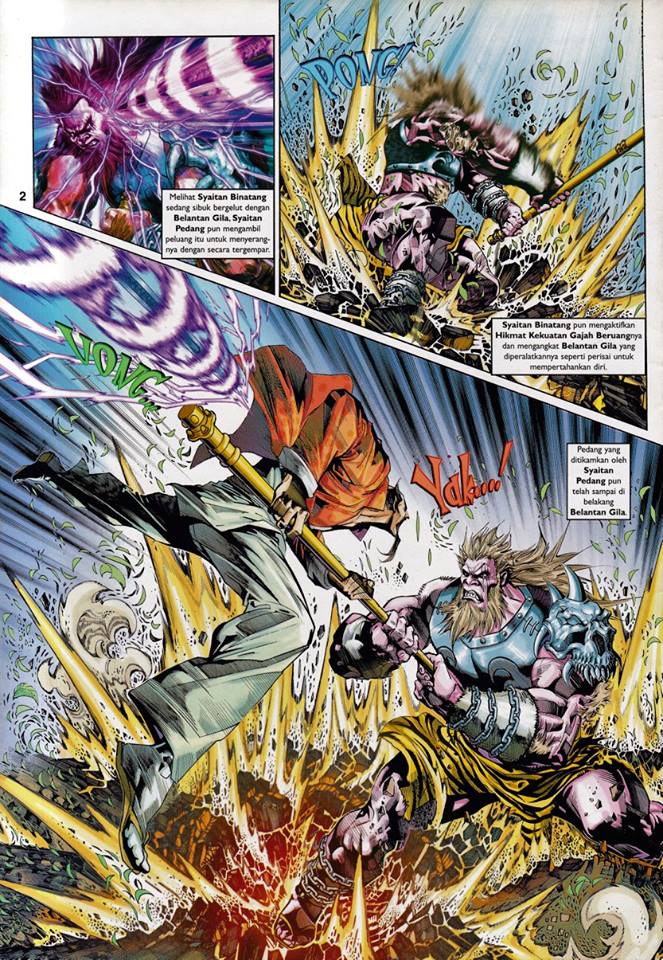 2
Melihat Syaitan Binatang
sedang sibuk bergelut dengan
Belantan Gila, Syaitan
Pedang pun mengambil
peluang itu untuk menyerang-
nya dengan secara tergempar.
PONG!
Syaitan Binatang pun mengaktifkan
Hikmat Kekuatan Gajah Beruangnya
dan mengangkat Belantan Gila yang
diperalatkannya seperti perisai untuk
mempertahankan diri.
VONG...
Yak...!
Pedang yang
ditikamkan oleh
Syaitan
Pedang pun
telah sampai di
belakang
Belantan Gila.